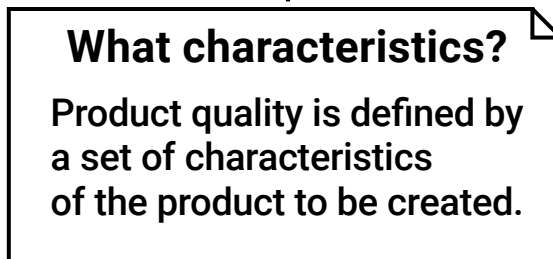 What characteristics?
Product quality is defined by
a set of characteristics
of the product to be created.